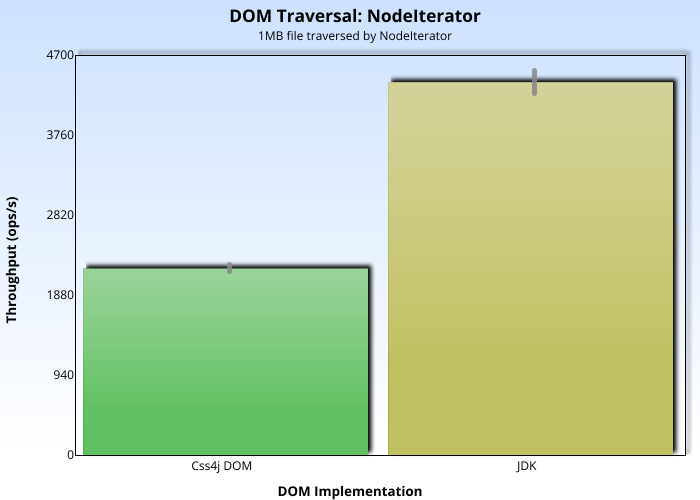 DOM Traversal: NodeIterator
1MB file traversed by NodeIterator
4700
3760
2820
1880
940
0
Throughput (ops/s)
Css4j DOM
JDK
DOM Implementation